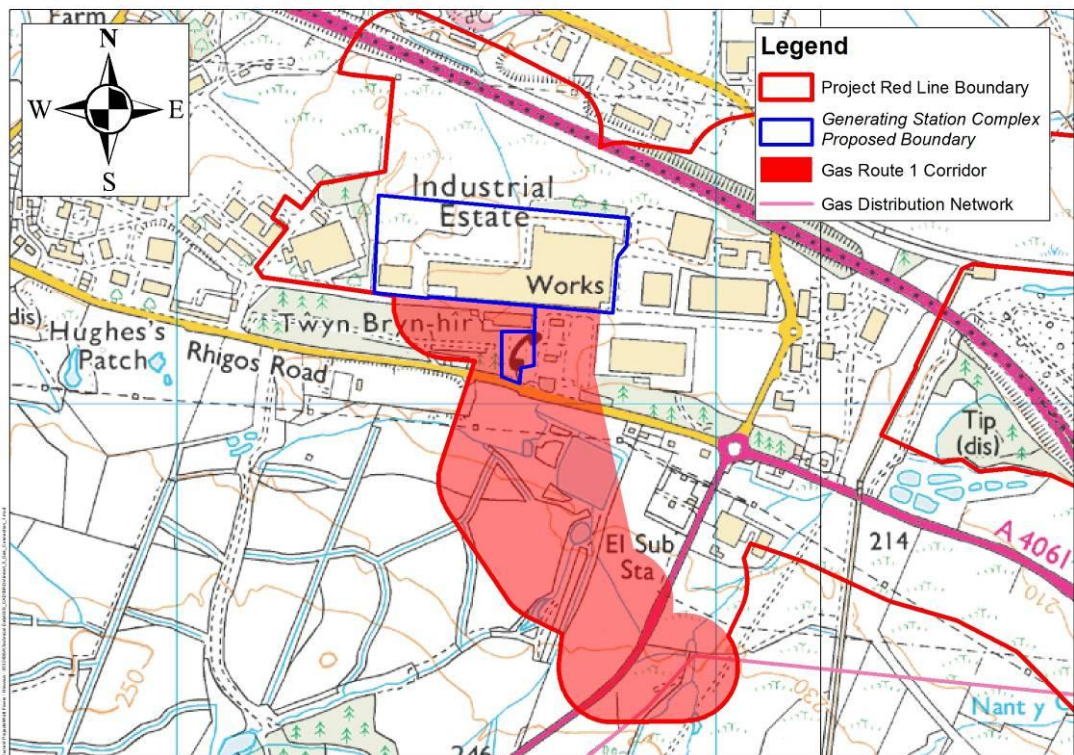 Farm
N
W
E
S
Legend
Project Red Line Boundary
Generating Station Complex
Proposed Boundary
Gas Route 1 Corridor
Gas Distribution Network
Industrial
Estate
Works
Twyn Bryn-hir
dis)
Hughes's
Patch
Rhigos Road
Tip
(dis)
A 4061
El Sub
Sta
214
210
230
250
246
Nant y